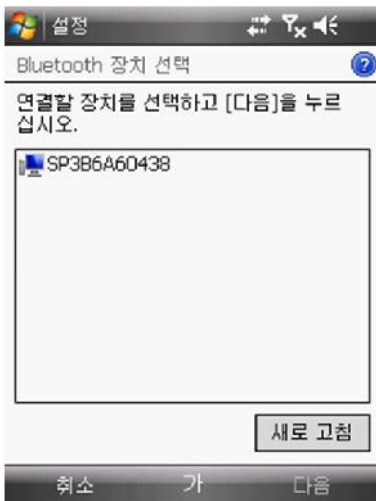 설정
Bluetooth 장치 선택
연결할 장치를 선택하고 [다음]을 누르
십시오.
SP3B6A60438
새로 고침
취소 가 다음